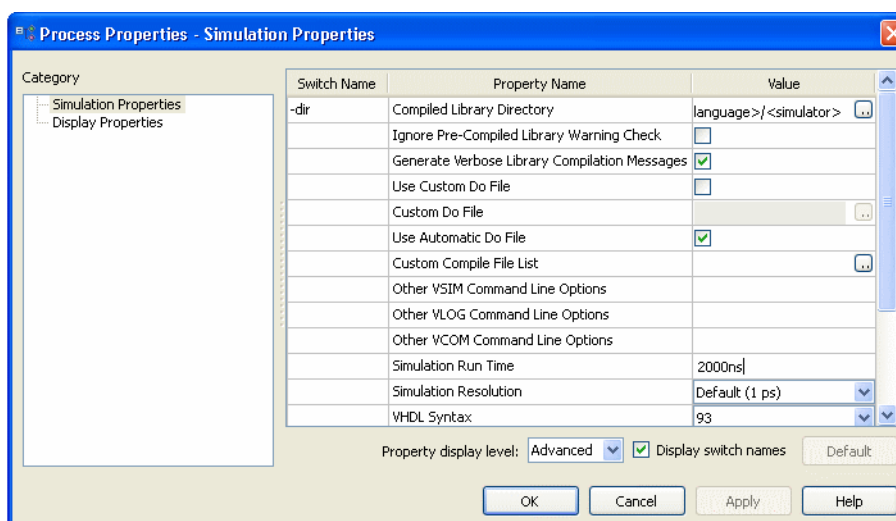 Process Properties - Simulation Properties
Category
Simulation Properties
Display Properties
Switch Name Property Name Value
-dir Compiled Library Directory language>/<simulator> ..
Ignore Pre-Compiled Library Warning Check
Generate Verbose Library Compilation Messages
Use Custom Do File
Custom Do File ..
Use Automatic Do File
Custom Compile File List ..
Other VSIM Command Line Options
Other VLOG Command Line Options
Other VCOM Command Line Options
Simulation Run Time 2000ns
Simulation Resolution Default (1 ps)
VHDL Syntax 93
Property display level: Advanced Display switch names Default
OK Cancel Apply Help